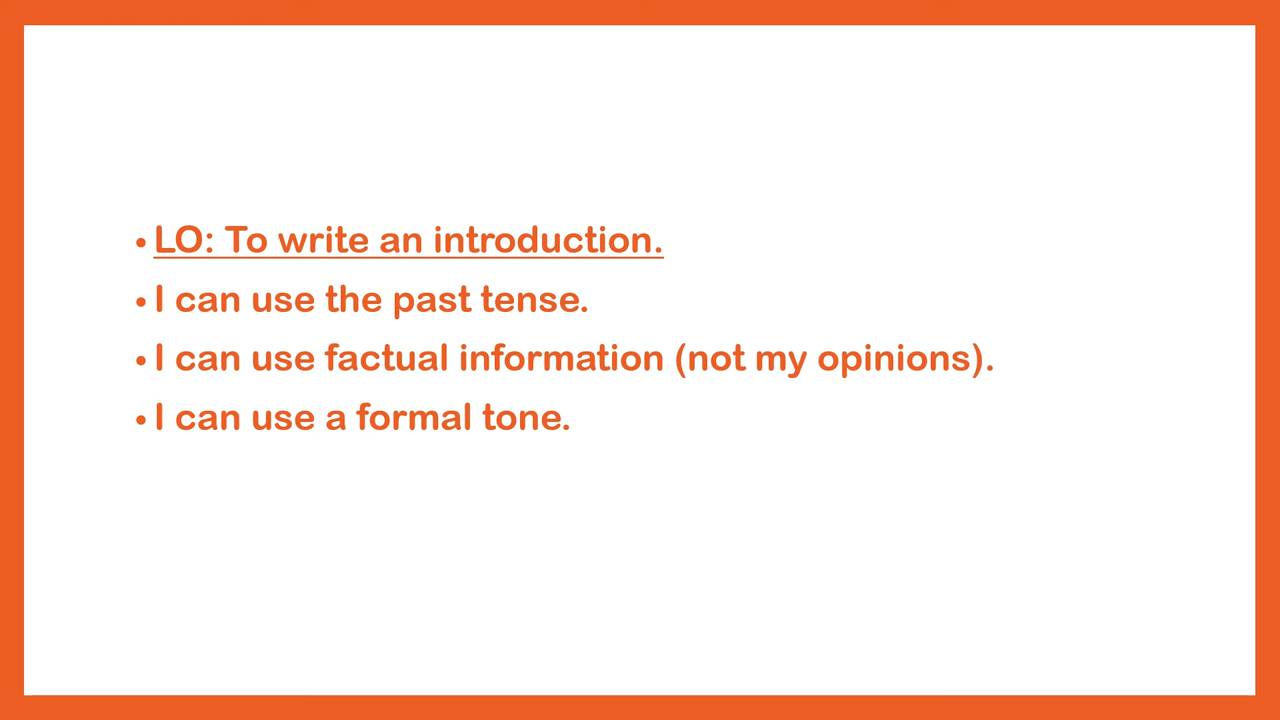 • LO: To write an introduction.
• I can use the past tense.
• I can use factual information (not my opinions).
• I can use a formal tone.